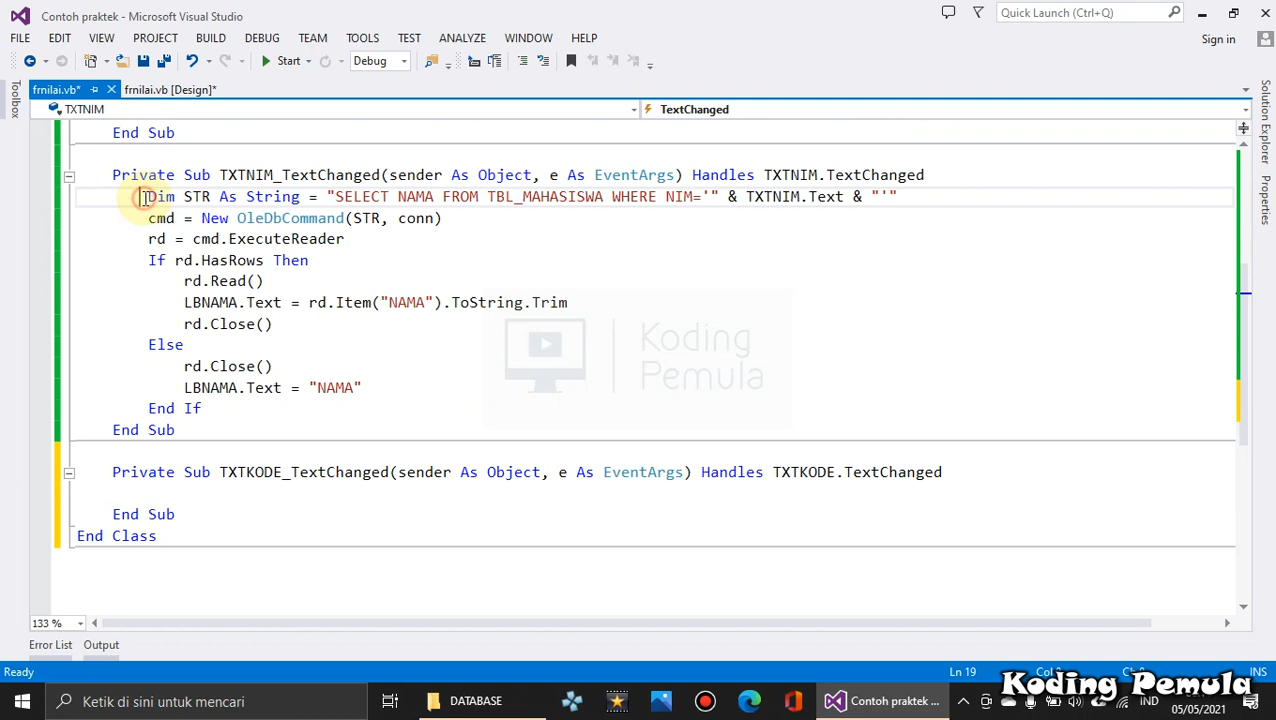 Contoh praktek - Microsoft Visual Studio
Quick Launch (Ctrl+Q)
FILE EDIT VIEW PROJECT BUILD DEBUG TEAM TOOLS TEST ANALYZE WINDOW HELP
Sign in
Start Debug
frnilai.vb* frnilai.vb [Design]*
Toolbox
Solution Explorer
Properties
TXTNIM TextChanged
End Sub
Private Sub TXTNIM_TextChanged(sender As Object, e As EventArgs) Handles TXTNIM.TextChanged
Dim STR As String = "SELECT NAMA FROM TBL_MAHASISWA WHERE NIM='" & TXTNIM.Text & "'"
cmd = New OleDbCommand(STR, conn)
rd = cmd.ExecuteReader
If rd.HasRows Then
rd.Read()
LBNAMA.Text = rd.Item("NAMA").ToString.Trim
rd.Close()
Else
rd.Close()
LBNAMA.Text = "NAMA"
End If
End Sub
Koding
Pemula
Private Sub TXTKODE_TextChanged(sender As Object, e As EventArgs) Handles TXTKODE.TextChanged
End Sub
End Class
133 %
Error List Output
Ready Ln 19 INS
Koding Pemula
Ketik di sini untuk mencari
DATABASE
Contoh praktek ...
IND
05/05/2021